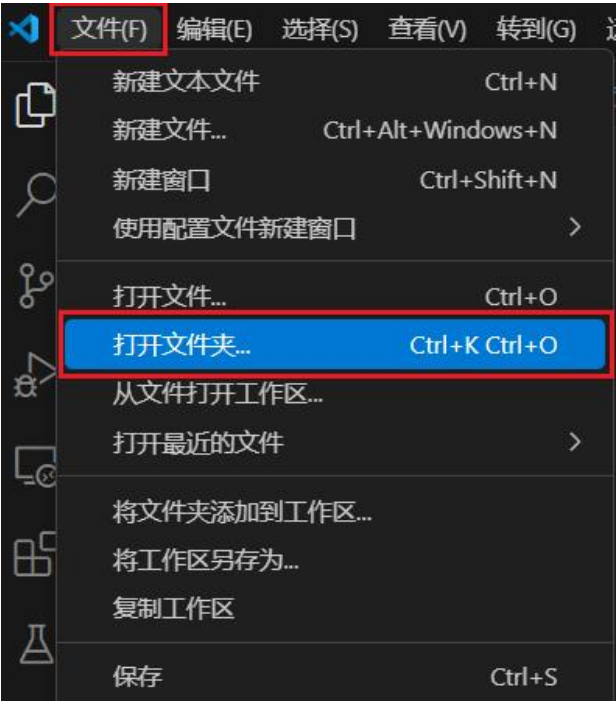 文件(F) 编辑(E) 选择(S) 查看(V) 转到(G)
新建文本文件 Ctrl+N
新建文件... Ctrl+Alt+Windows+N
新建窗口 Ctrl+Shift+N
使用配置文件新建窗口
打开文件... Ctrl+O
打开文件夹... Ctrl+K Ctrl+O
从文件打开工作区...
打开最近的文件
将文件夹添加到工作区...
将工作区另存为...
复制工作区
保存 Ctrl+S